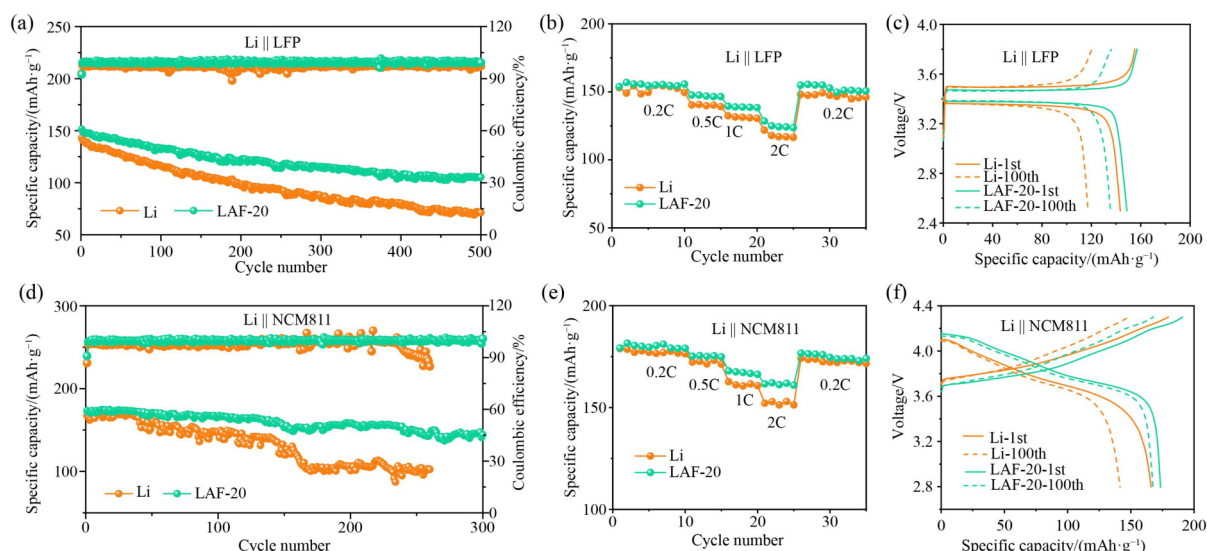 (a)
Li || LFP
250
200
150
100
50
Specific capacity/(mAh·g⁻¹)
120
90
60
30
0
Coulombic efficiency/%
Li
LAF-20
0
100
200
300
400
500
Cycle number
(b)
Li || LFP
200
150
100
50
Specific capacity/(mAh·g⁻¹)
0.2C
0.5C
1C
2C
0.2C
Li
LAF-20
0
10
20
30
Cycle number
(c)
Li || LFP
4.0
3.6
3.2
2.8
2.4
Voltage/V
Li-1st
Li-100th
LAF-20-1st
LAF-20-100th
0
40
80
120
160
200
Specific capacity/(mAh·g⁻¹)
(d)
Li || NCM811
300
250
200
150
100
50
Specific capacity/(mAh·g⁻¹)
120
90
60
30
0
Coulombic efficiency/%
Li
LAF-20
0
100
200
300
Cycle number
(e)
Li || NCM811
200
150
100
Specific capacity/(mAh·g⁻¹)
0.2C
0.5C
1C
2C
0.2C
Li
LAF-20
0
10
20
30
Cycle number
(f)
Li || NCM811
4.4
4.0
3.6
3.2
2.8
Voltage/V
Li-1st
Li-100th
LAF-20-1st
LAF-20-100th
0
50
100
150
200
Specific capacity/(mAh·g⁻¹)